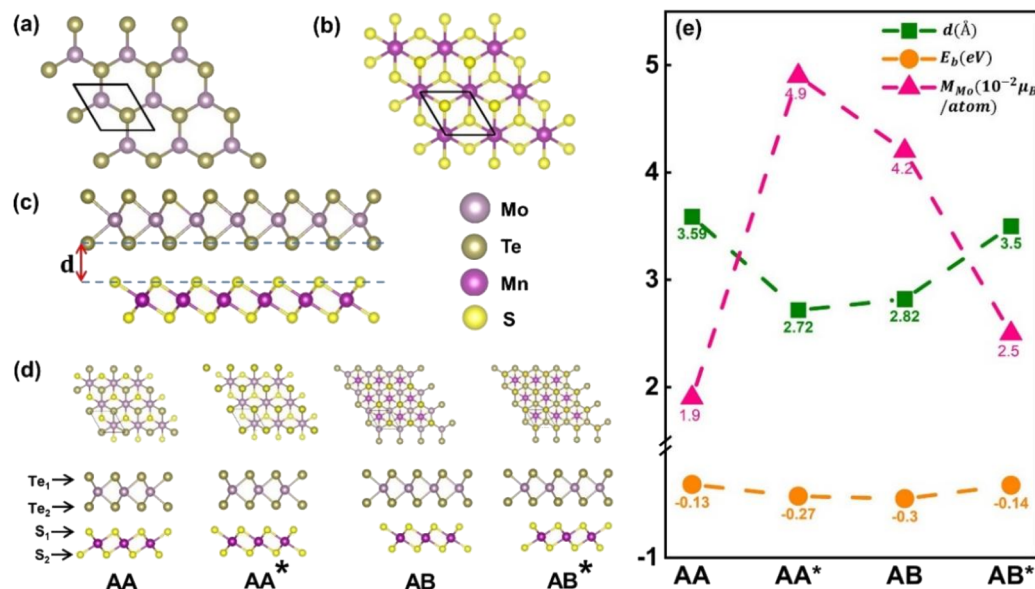 (a)
(b)
(c)
d
Mo
Te
Mn
S
(d)
Te₁
Te₂
S₁
S₂
AA
AA*
AB
AB*
(e)
d(Å)
E_b(eV)
M_Mo(10⁻²μ_B
/atom)
5
4
3
2
-1
4.9
4.2
3.59
3.5
2.72
2.82
2.5
1.9
-0.13
-0.27
-0.3
-0.14
AA
AA*
AB
AB*